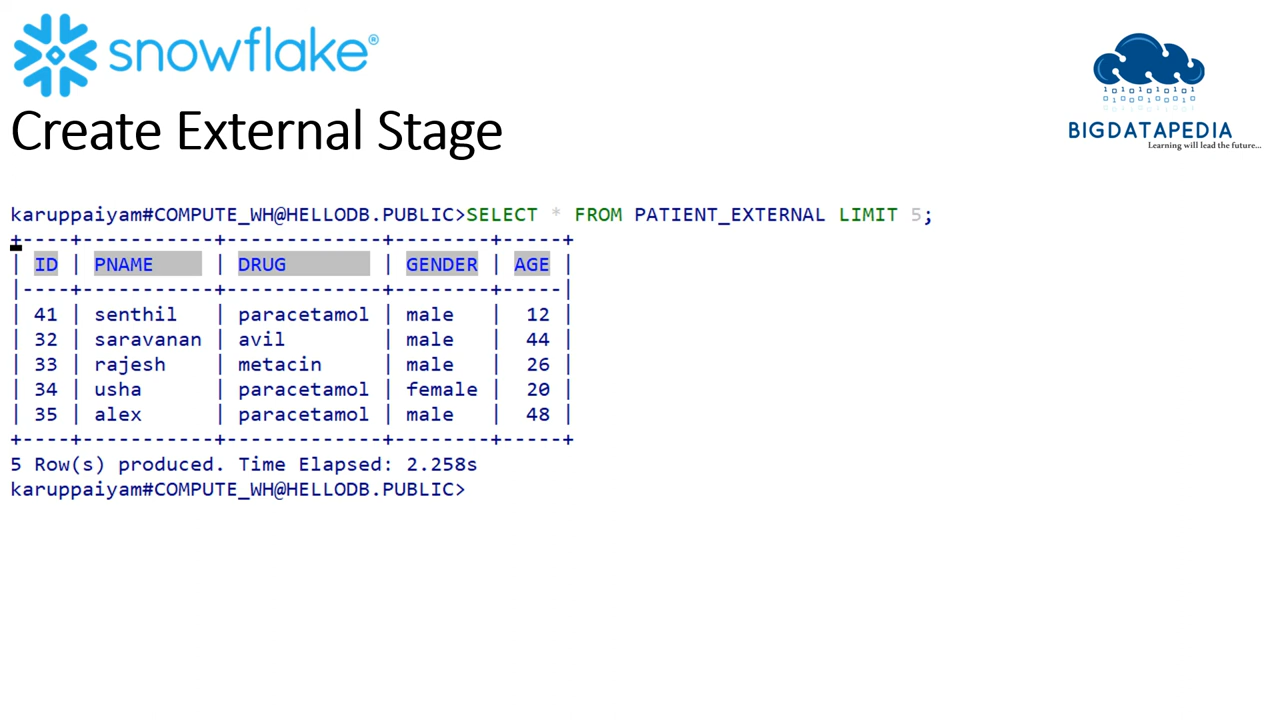 snowflake®
Create External Stage
BIGDATAPEDIA
Learning will lead the future...
karuppaiyam#COMPUTE_WH@HELLODB.PUBLIC>SELECT * FROM PATIENT_EXTERNAL LIMIT 5;
+----+-----------+-------------+--------+-----+
| ID | PNAME     | DRUG        | GENDER | AGE |
|----+-----------+-------------+--------+-----|
| 41 | senthil   | paracetamol | male   |  12 |
| 32 | saravanan | avil        | male   |  44 |
| 33 | rajesh    | metacin     | male   |  26 |
| 34 | usha      | paracetamol | female |  20 |
| 35 | alex      | paracetamol | male   |  48 |
+----+-----------+-------------+--------+-----+
5 Row(s) produced. Time Elapsed: 2.258s
karuppaiyam#COMPUTE_WH@HELLODB.PUBLIC>